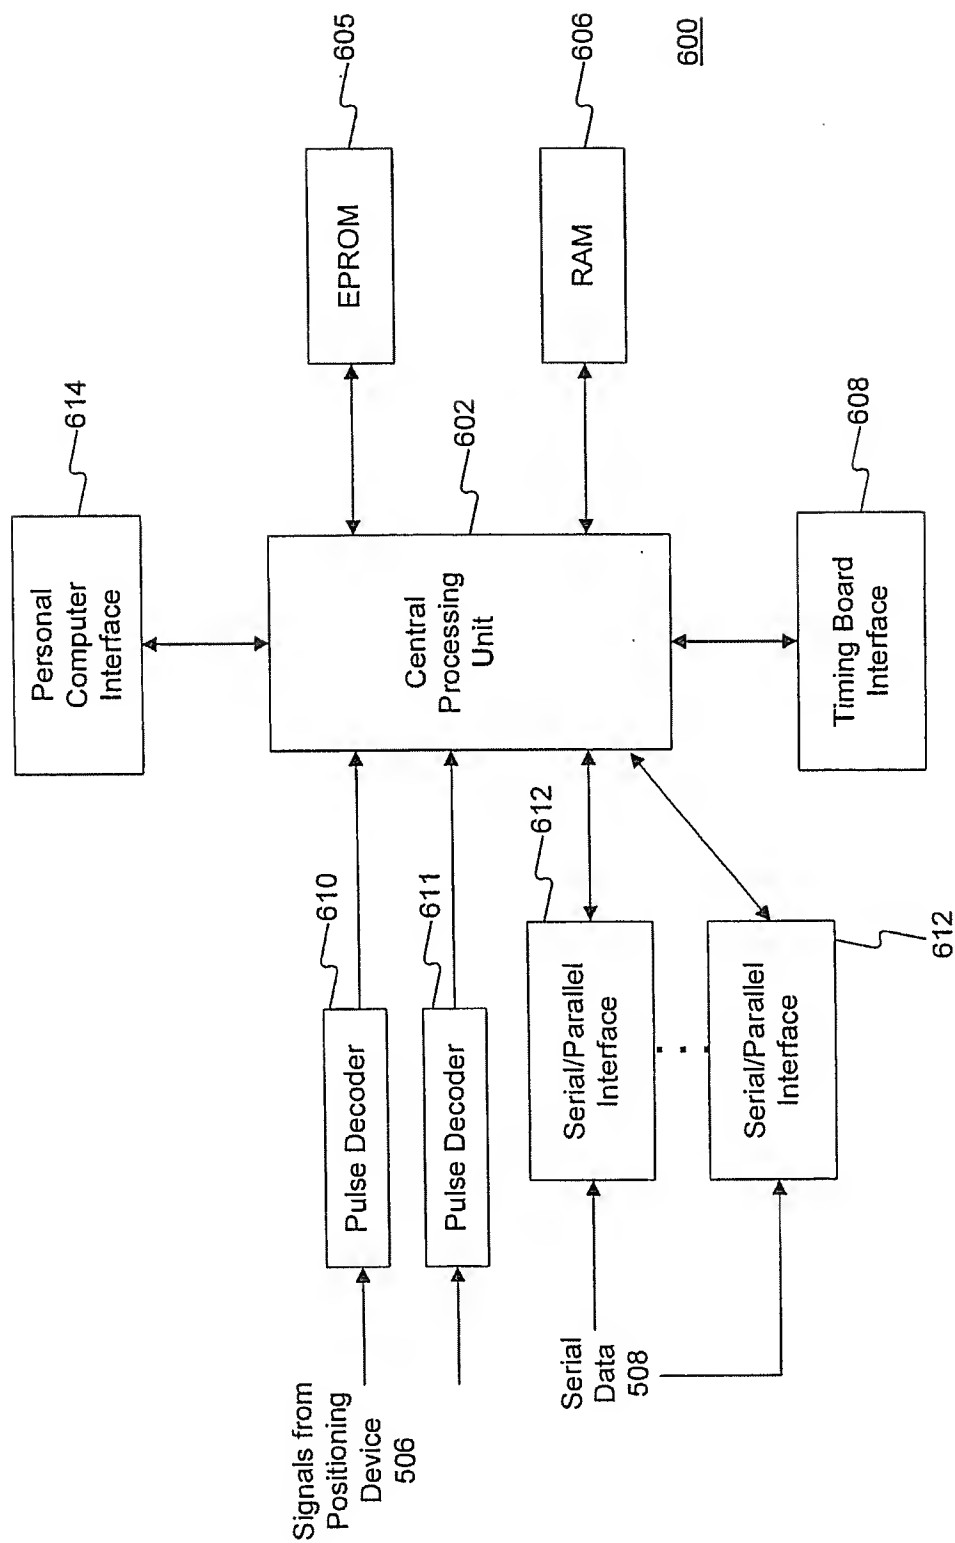 600
Personal
Computer
Interface
614
EPROM
605
RAM
606
Central
Processing
Unit
602
Timing Board
Interface
608
Signals from
Positioning
Device
506
Pulse Decoder
610
Pulse Decoder
611
Serial
Data
508
Serial/Parallel
Interface
612
Serial/Parallel
Interface
612